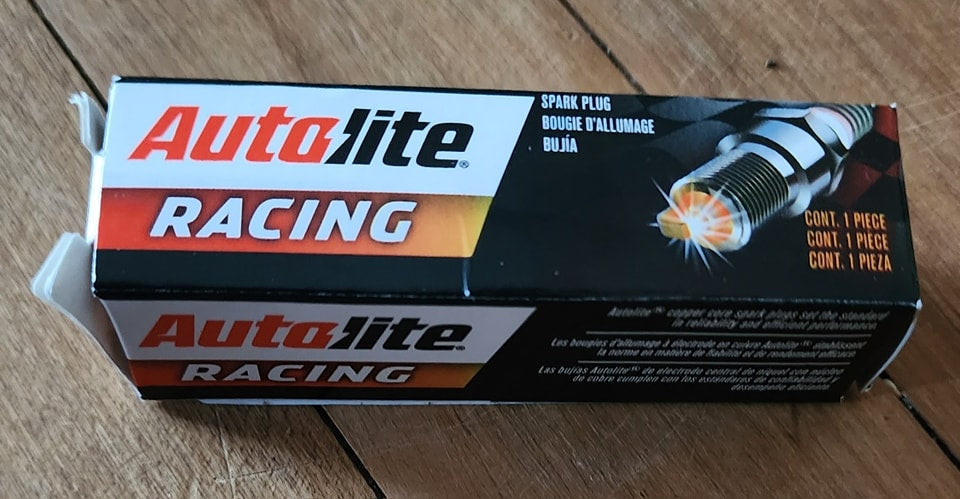 Autolite®
RACING
SPARK PLUG
BOUGIE D'ALLUMAGE
BUJÍA
CONT. 1 PIECE
CONT. 1 PIÈCE
CONT. 1 PIEZA
Autolite®
RACING
Autolite™ copper core spark plugs set the standard
in reliability and efficient performance.
Les bougies d'allumage à électrode en cuivre Autolite™ établissent
la norme en matière de fiabilité et de rendement efficace.
Las bujías Autolite™ de electrodo central de níquel con núcleo
de cobre cumplen con los estándares de confiabilidad y
desempeño eficiente.